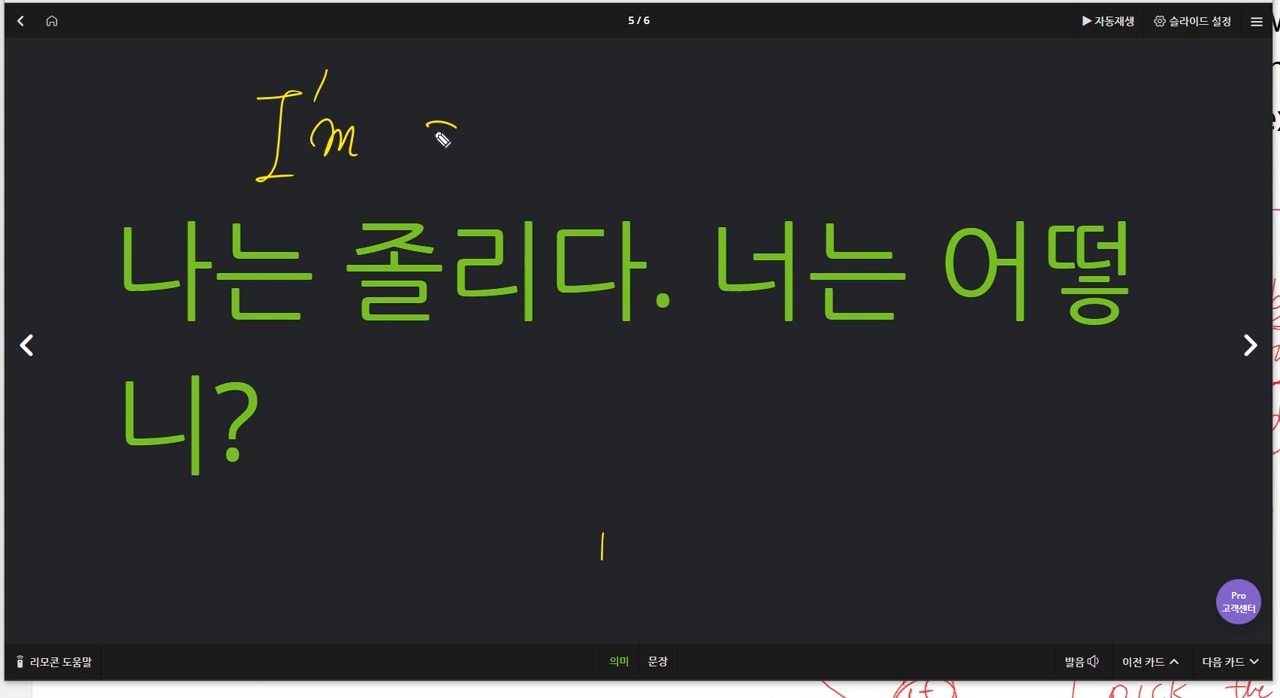 5 / 6
자동재생
슬라이드 설정
I'm
나는 졸리다. 너는 어떻
니?
Pro
고객센터
리모콘 도움말
의미
문장
발음
이전 카드
다음 카드
I pick the